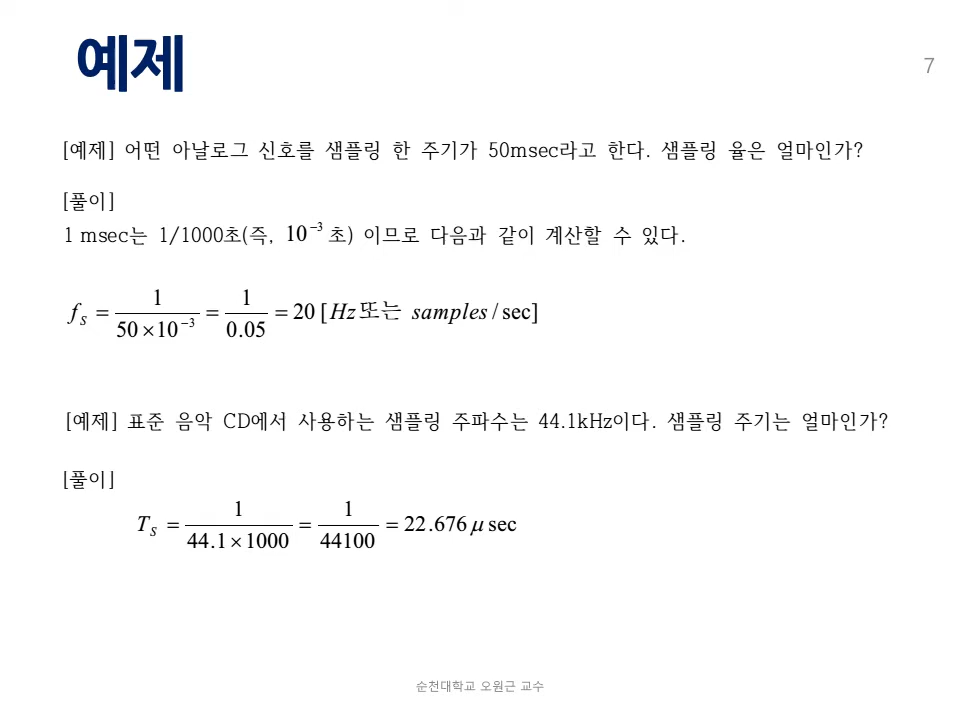 예제
7
[예제] 어떤 아날로그 신호를 샘플링 한 주기가 50msec라고 한다. 샘플링 율은 얼마인가?
[풀이]
1 msec는 1/1000초(즉, 10⁻³ 초) 이므로 다음과 같이 계산할 수 있다.
f_S = 1 / (50×10⁻³) = 1 / 0.05 = 20 [Hz 또는 samples / sec]
[예제] 표준 음악 CD에서 사용하는 샘플링 주파수는 44.1kHz이다. 샘플링 주기는 얼마인가?
[풀이]
T_S = 1 / (44.1×1000) = 1 / 44100 = 22.676 μ sec
순천대학교 오원근 교수